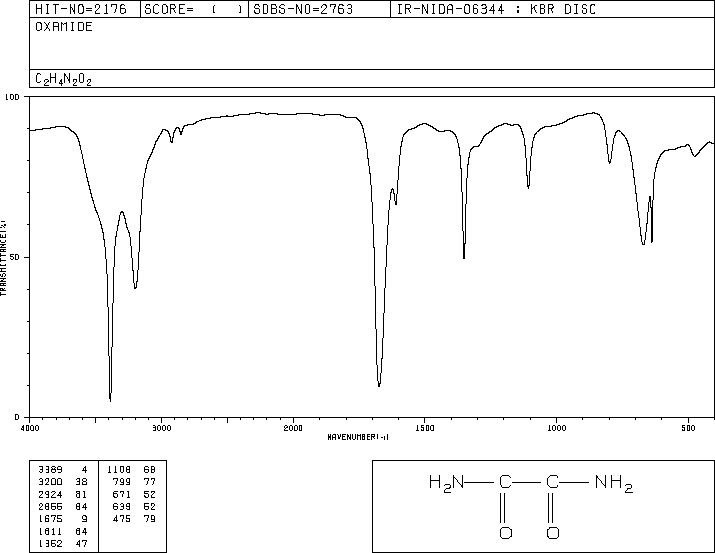 HIT-NO=2176 SCORE= ( ) SDBS-NO=2763 IR-NIDA-06344 : KBR DISC
OXAMIDE
C2H4N2O2
100
50
0
TRANSMITTANCE(%)
4000 3000 2000 1500 1000 500
WAVENUMBER(-1)
3389 4 1108 68
3200 38 799 77
2924 81 671 52
2855 84 639 52
1675 9 475 79
1611 64
1352 47
H2N C C NH2
O O